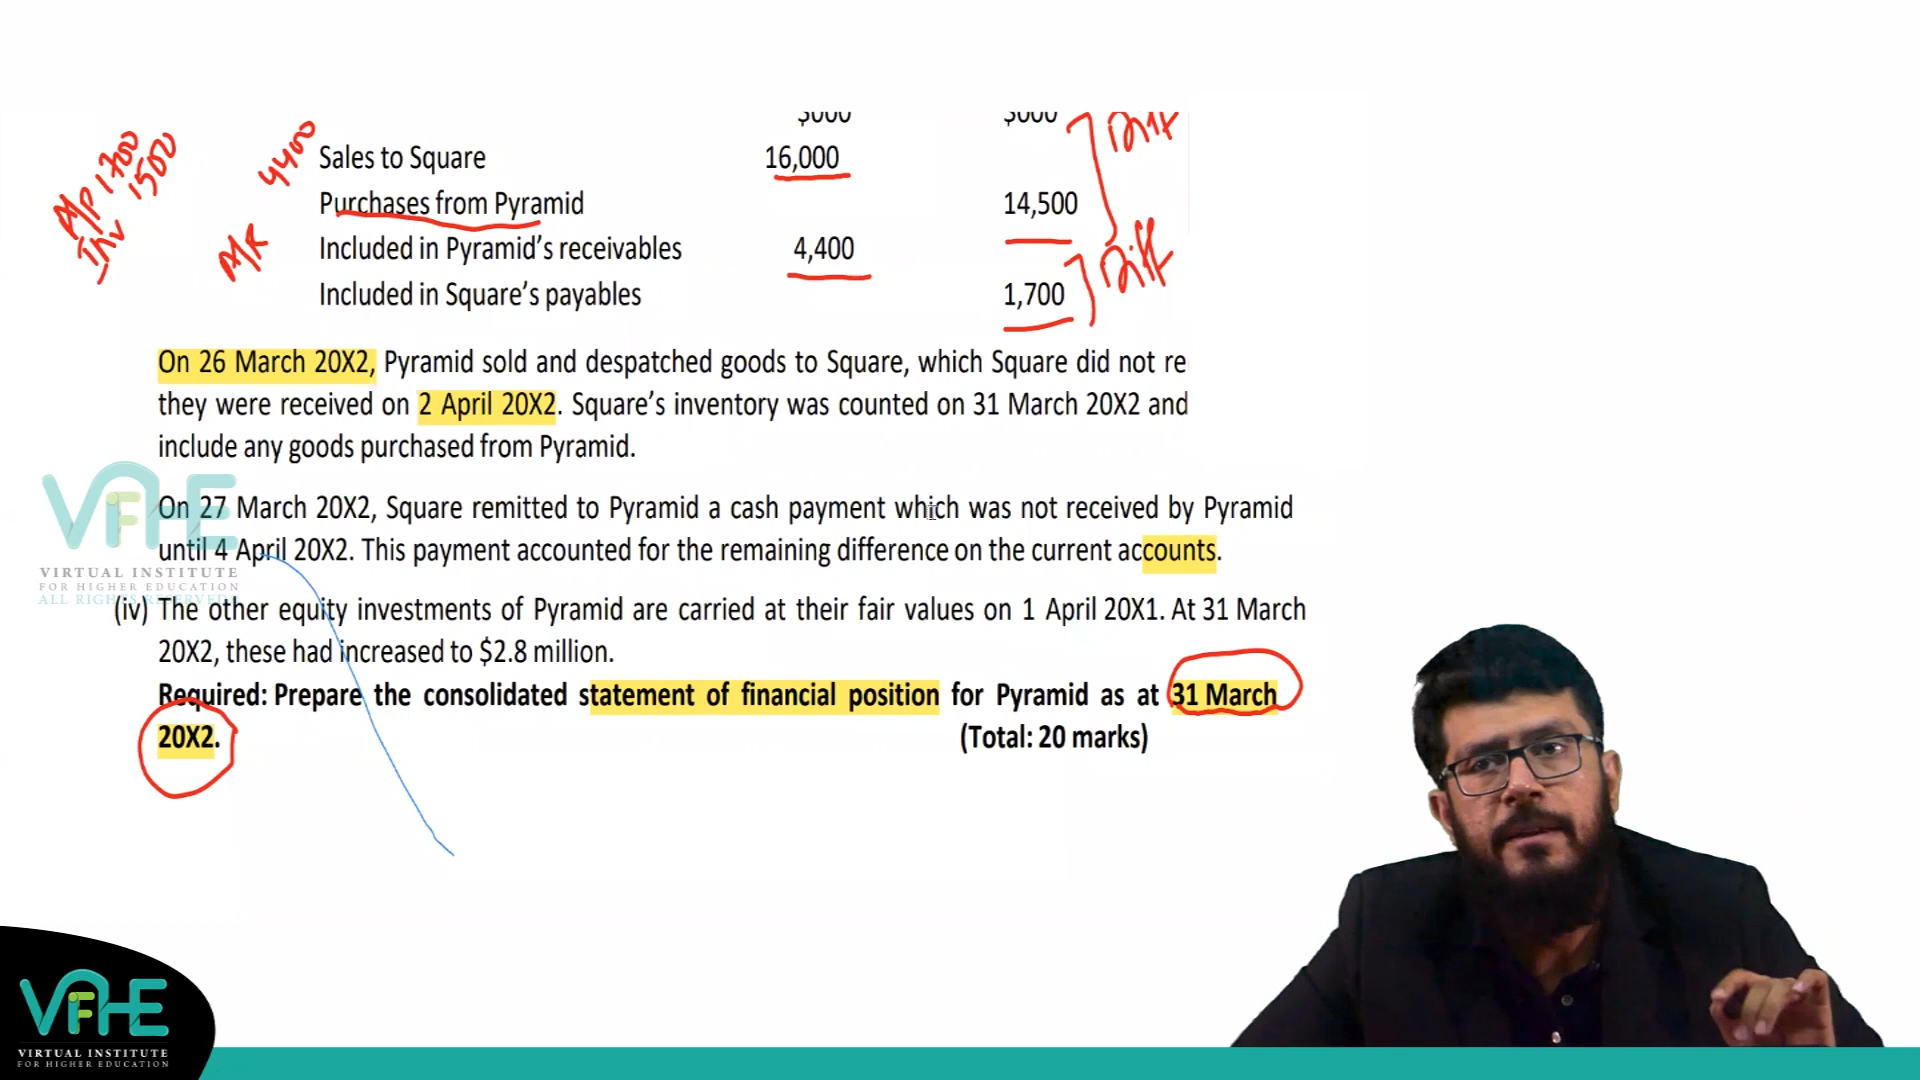 $000 $000 Diff
Sales to Square 16,000
Purchases from Pyramid 14,500
Included in Pyramid's receivables 4,400
Included in Square's payables 1,700
A/P 1700
Inv 1500
A/R 4400
Diff
On 26 March 20X2, Pyramid sold and despatched goods to Square, which Square did not re
they were received on 2 April 20X2. Square's inventory was counted on 31 March 20X2 and
include any goods purchased from Pyramid.
On 27 March 20X2, Square remitted to Pyramid a cash payment which was not received by Pyramid
until 4 April 20X2. This payment accounted for the remaining difference on the current accounts.
(iv) The other equity investments of Pyramid are carried at their fair values on 1 April 20X1. At 31 March
20X2, these had increased to $2.8 million.
Required: Prepare the consolidated statement of financial position for Pyramid as at 31 March
20X2. (Total: 20 marks)
VFHE
VIRTUAL INSTITUTE
FOR HIGHER EDUCATION
ALL RIGHTS RESERVED
VFHE
VIRTUAL INSTITUTE
FOR HIGHER EDUCATION